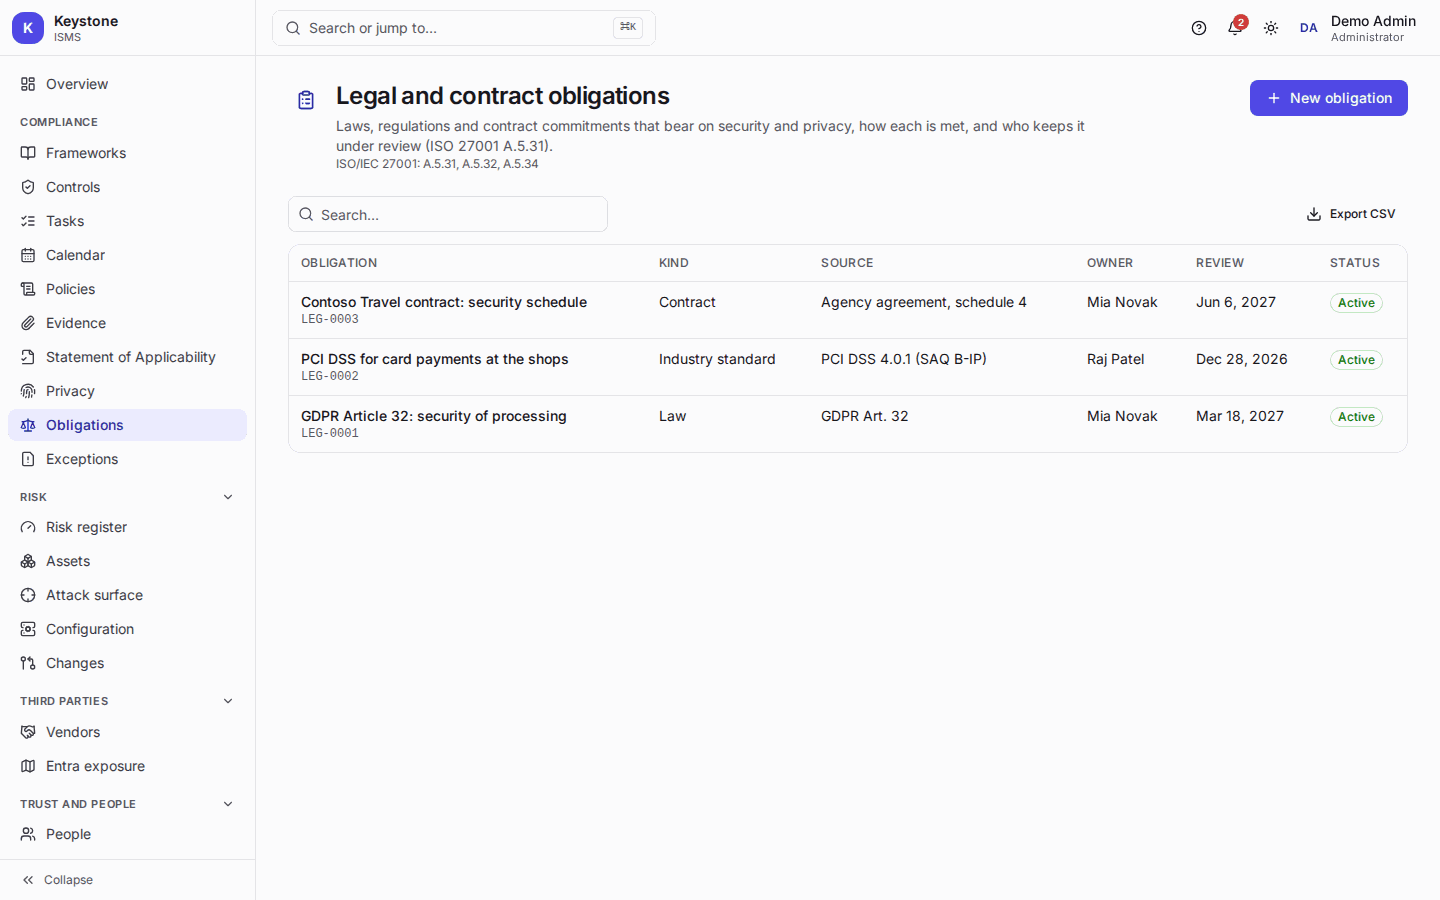 K
Keystone
ISMS
Search or jump to...
⌘K
2
DA
Demo Admin
Administrator
Overview
COMPLIANCE
Frameworks
Controls
Tasks
Calendar
Policies
Evidence
Statement of Applicability
Privacy
Obligations
Exceptions
RISK
Risk register
Assets
Attack surface
Configuration
Changes
THIRD PARTIES
Vendors
Entra exposure
TRUST AND PEOPLE
People
Collapse
Legal and contract obligations
Laws, regulations and contract commitments that bear on security and privacy, how each is met, and who keeps it
under review (ISO 27001 A.5.31).
ISO/IEC 27001: A.5.31, A.5.32, A.5.34
New obligation
Search...
Export CSV
OBLIGATION KIND SOURCE OWNER REVIEW STATUS
Contoso Travel contract: security schedule Contract Agency agreement, schedule 4 Mia Novak Jun 6, 2027 Active
LEG-0003
PCI DSS for card payments at the shops Industry standard PCI DSS 4.0.1 (SAQ B-IP) Raj Patel Dec 28, 2026 Active
LEG-0002
GDPR Article 32: security of processing Law GDPR Art. 32 Mia Novak Mar 18, 2027 Active
LEG-0001